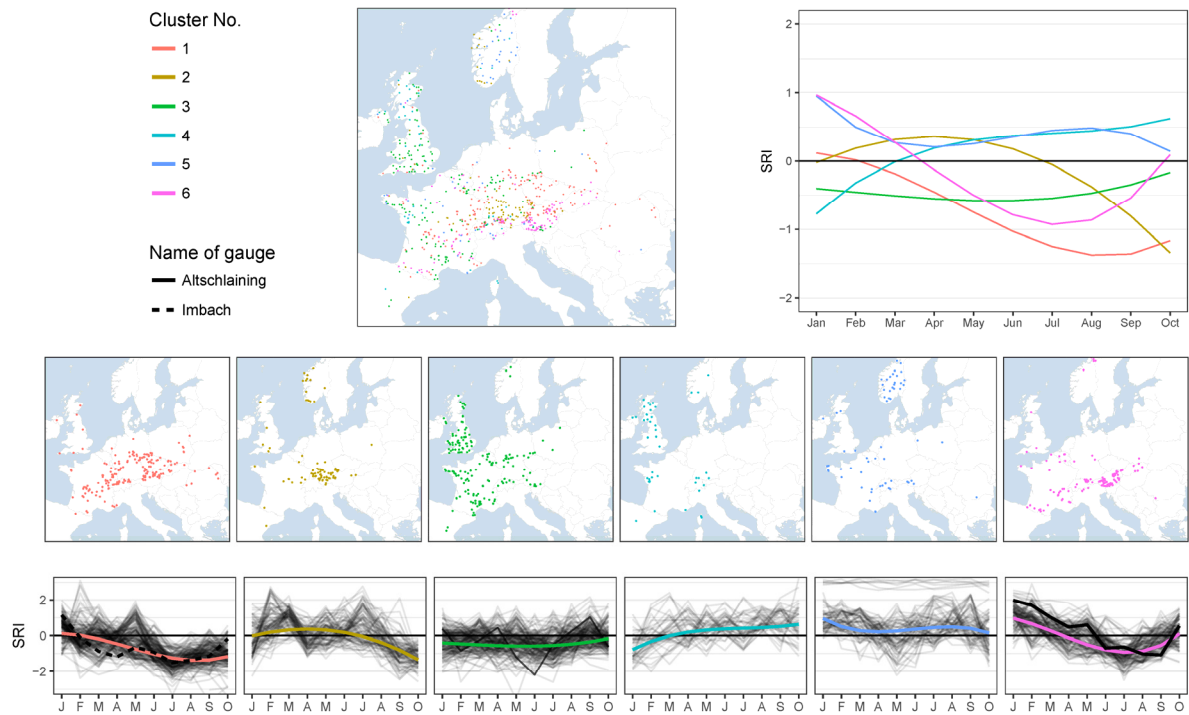 Cluster No.
1
2
3
4
5
6
Name of gauge
Altschlaining
Imbach
SRI
2
1
0
−1
−2
Jan Feb Mar Apr May Jun Jul Aug Sep Oct
SRI
2
0
−2
J F M A M J J A S O
J F M A M J J A S O
J F M A M J J A S O
J F M A M J J A S O
J F M A M J J A S O
J F M A M J J A S O